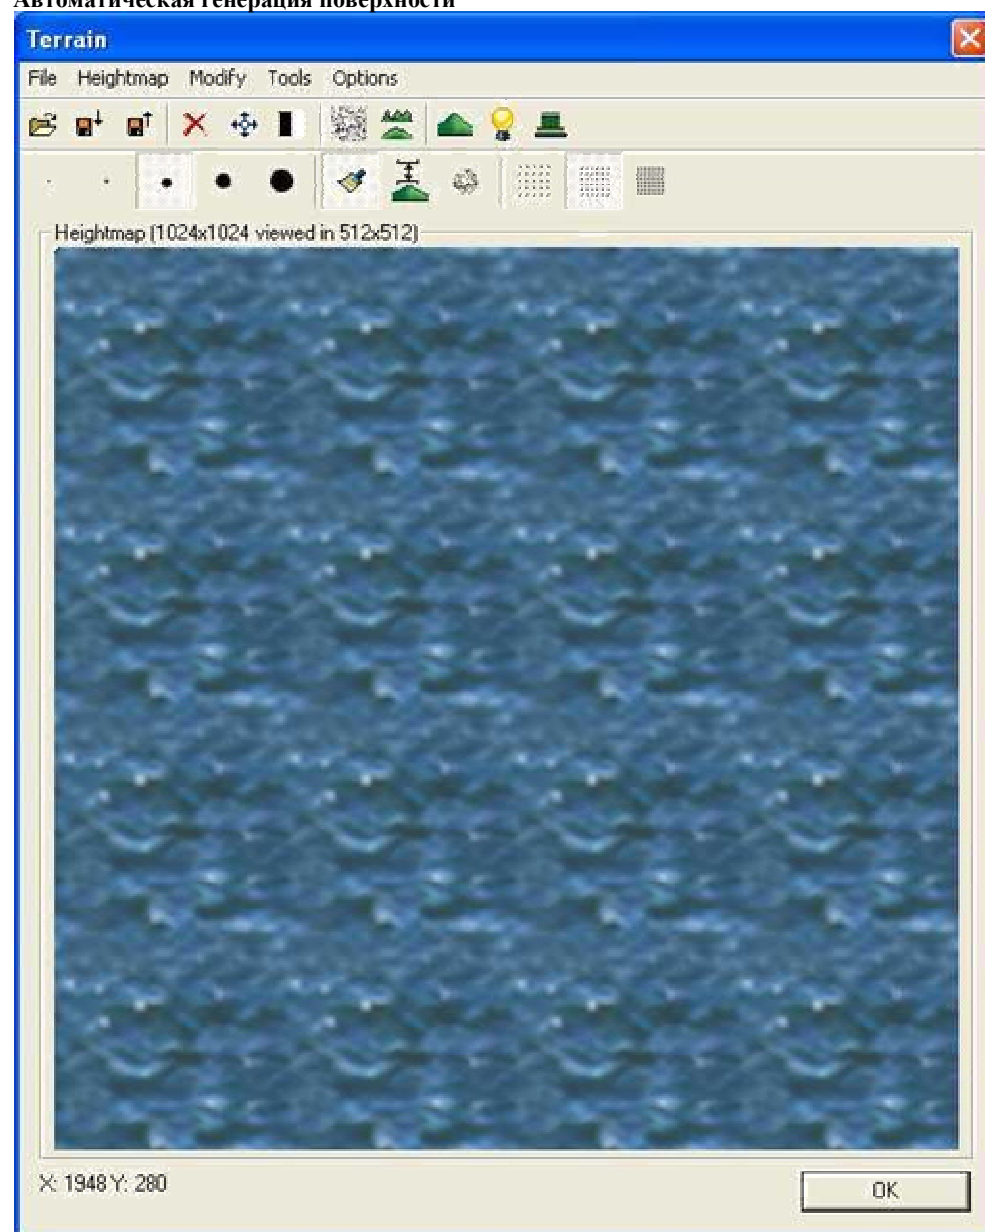 Автоматическая генерация поверхности
Terrain
File Heightmap Modify Tools Options
Heightmap (1024x1024 viewed in 512x512)
X: 1948 Y: 280
OK